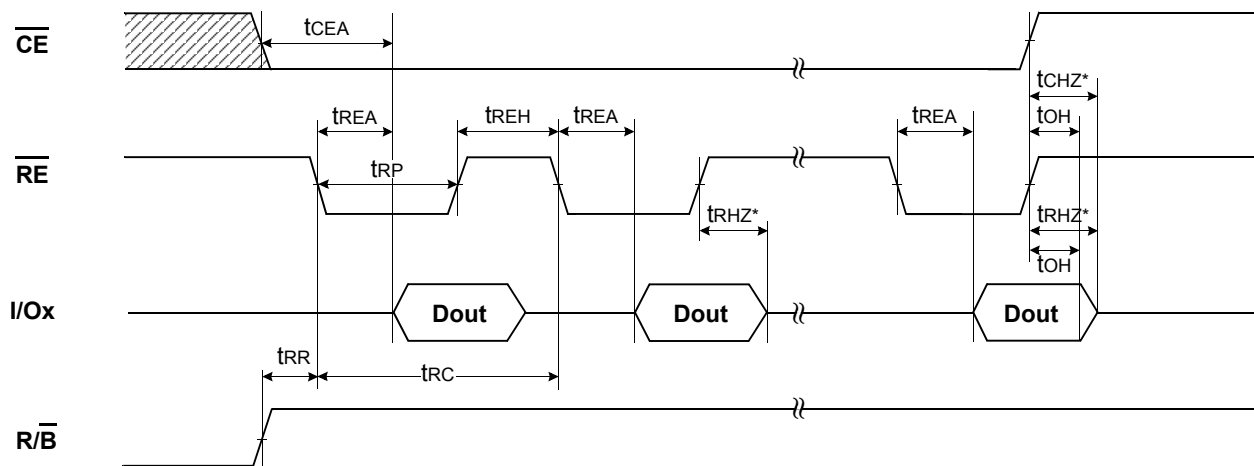 CE
tCEA
tCHZ*
tREA
tREH
tREA
tREA
tOH
RE
tRP
tRHZ*
tRHZ*
tOH
I/Ox
Dout
Dout
Dout
tRR
tRC
R/B